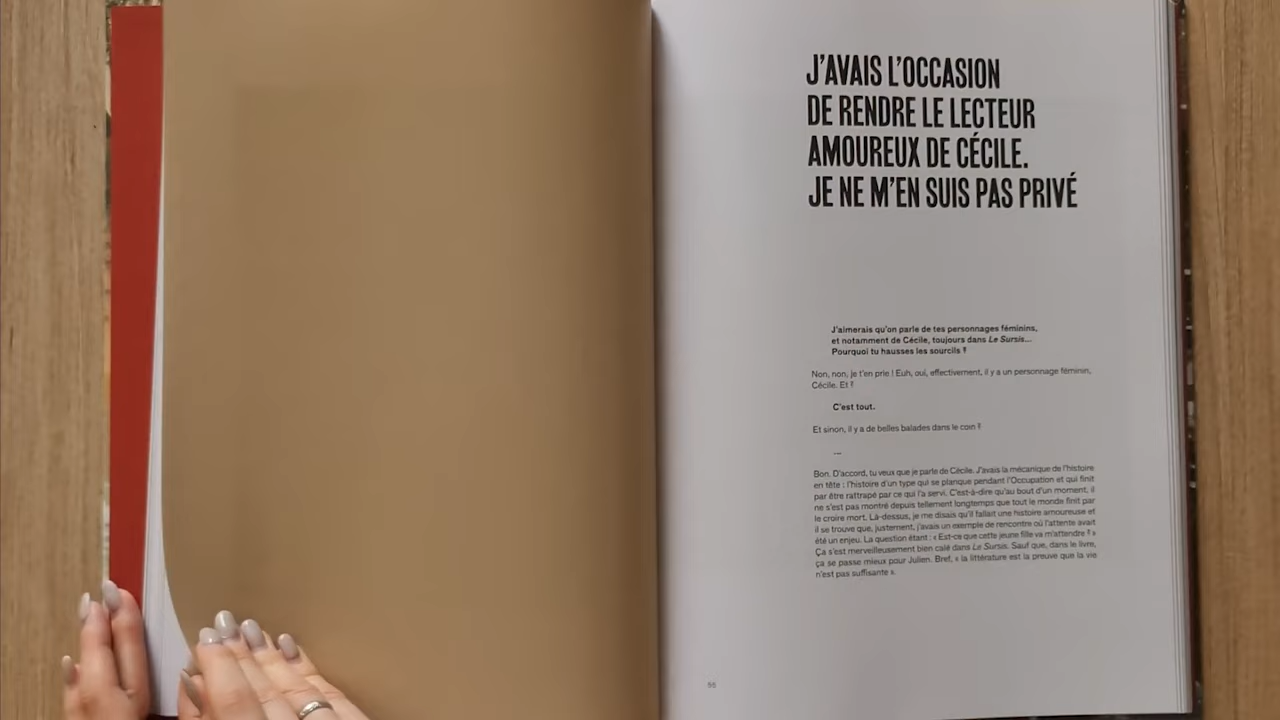 J'AVAIS L'OCCASION
DE RENDRE LE LECTEUR
AMOUREUX DE CÉCILE.
JE NE M'EN SUIS PAS PRIVÉ
J'aimerais qu'on parle de tes personnages féminins,
et notamment de Cécile, toujours dans Le Sursis...
Pourquoi tu hausses les sourcils ?
Non, non, je t'en prie ! Euh, oui, effectivement, il y a un personnage féminin,
Cécile. Et ?
C'est tout.
Et sinon, il y a de belles balades dans le coin ?
...
Bon. D'accord, tu veux que je parle de Cécile. J'avais la mécanique de l'histoire
en tête : l'histoire d'un type qui se planque pendant l'Occupation et qui finit
par être rattrapé par ce qui l'a servi. C'est-à-dire qu'au bout d'un moment, il
ne s'est pas montré depuis tellement longtemps que tout le monde finit par
le croire mort. Là-dessus, je me disais qu'il fallait une histoire amoureuse et
il se trouve que, justement, j'avais un exemple de rencontre où l'attente avait
été un enjeu. La question étant : « Est-ce que cette jeune fille va m'attendre ? »
Ça s'est merveilleusement bien calé dans Le Sursis. Sauf que, dans le livre,
ça se passe mieux pour Julien. Bref, « la littérature est la preuve que la vie
n'est pas suffisante ».